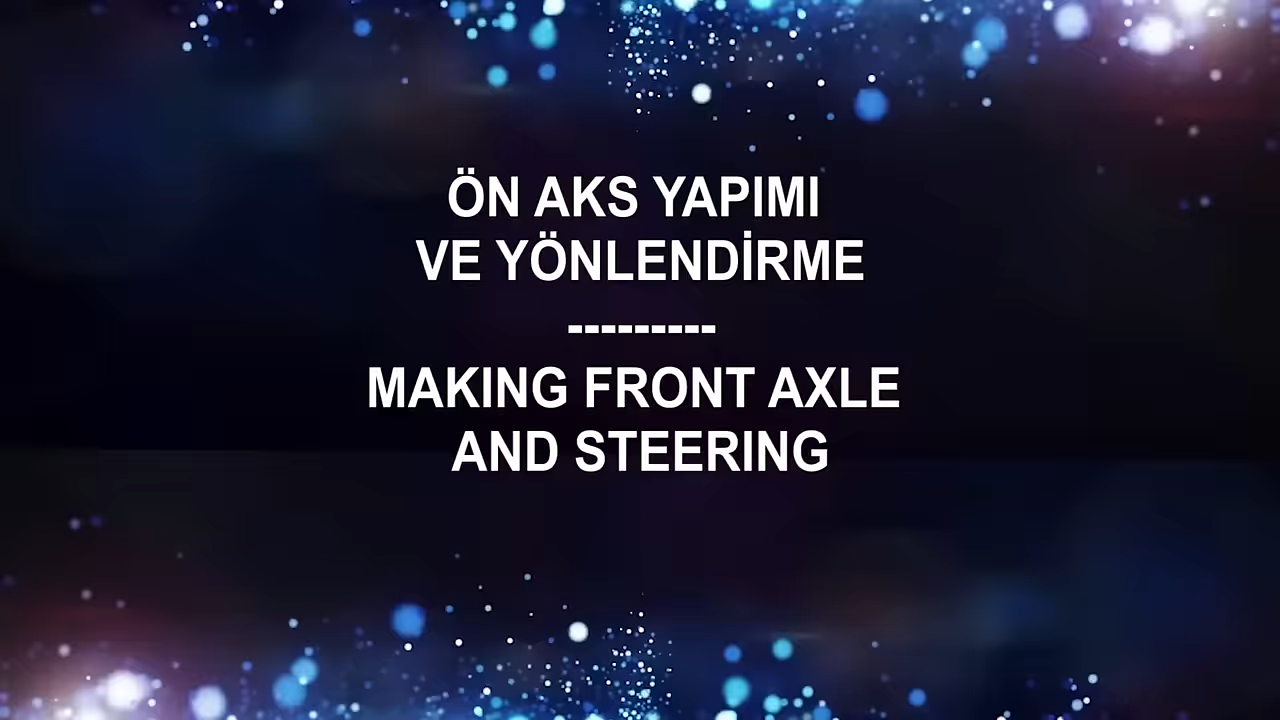 ÖN AKS YAPIMI
VE YÖNLENDİRME
---------
MAKING FRONT AXLE
AND STEERING